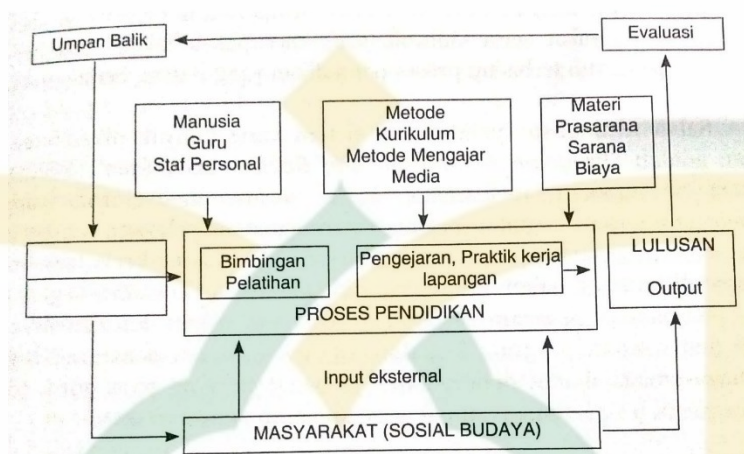 Umpan Balik
Evaluasi
Manusia
Guru
Staf Personal
Metode
Kurikulum
Metode Mengajar
Media
Materi
Prasarana
Sarana
Biaya
Bimbingan
Pelatihan
Pengejaran, Praktik kerja
lapangan
PROSES PENDIDIKAN
LULUSAN
Output
Input eksternal
MASYARAKAT (SOSIAL BUDAYA)